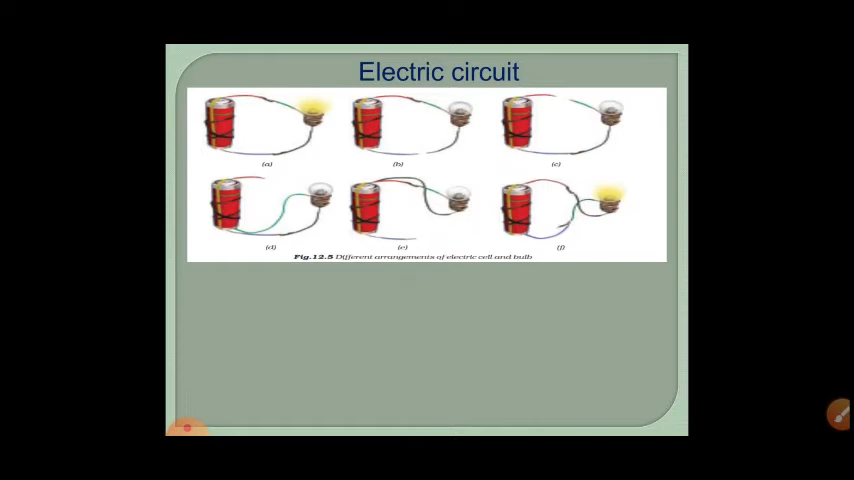 Electric circuit
(a) (b) (c)
(d) (e) (f)
Fig.12.5 Different arrangements of electric cell and bulb